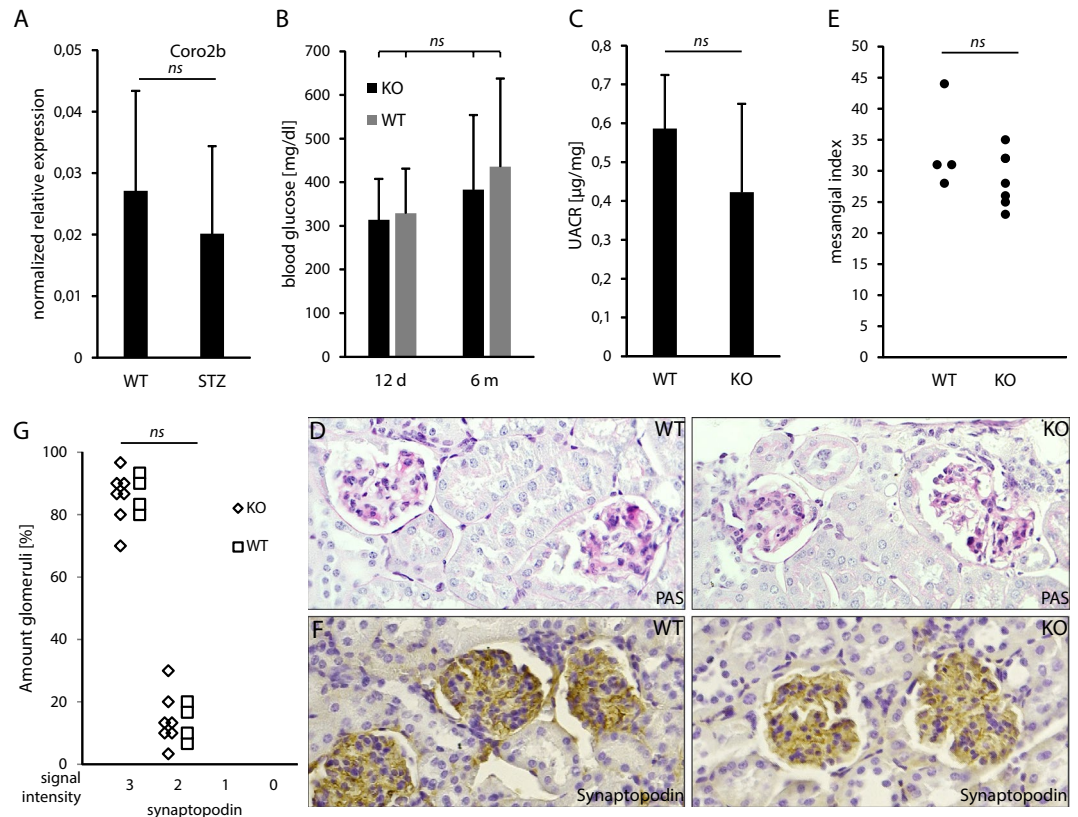 A
Coro2b
ns
normalized relative expression
0,05
0,04
0,03
0,02
0,01
0
WT
STZ
B
ns
blood glucose [mg/dl]
700
600
500
400
300
200
100
0
KO
WT
12 d
6 m
C
ns
UACR [µg/mg]
0,8
0,7
0,6
0,5
0,4
0,3
0,2
0,1
0
WT
KO
E
ns
mesangial index
50
45
40
35
30
25
20
15
10
5
0
WT
KO
G
ns
Amount glomeruli [%]
100
80
60
40
20
0
KO
WT
signal
intensity
3
2
1
0
synaptopodin
D
WT
PAS
KO
PAS
F
WT
Synaptopodin
KO
Synaptopodin